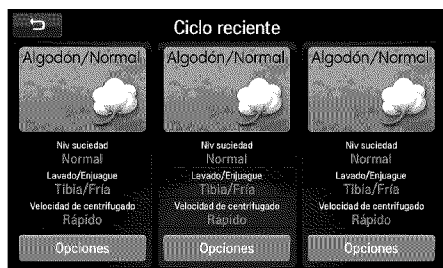 Ciclo reciente
Algodón/Normal
Niv suciedad
Normal
Lavado/Enjuague
Tibia/Fría
Velocidad de centrifugado
Rápido
Opciones
Algodón/Normal
Niv suciedad
Normal
Lavado/Enjuague
Tibia/Fría
Velocidad de centrifugado
Rápido
Opciones
Algodón/Normal
Niv suciedad
Normal
Lavado/Enjuague
Tibia/Fría
Velocidad de centrifugado
Rápido
Opciones